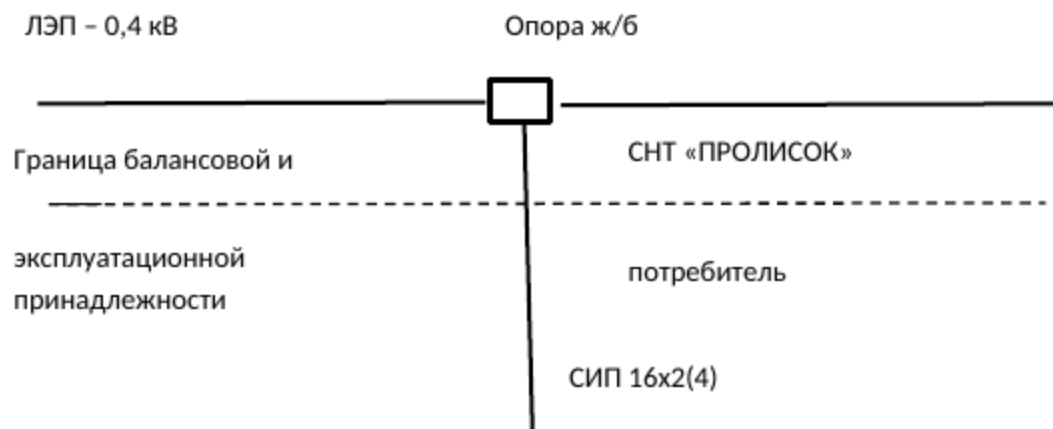 ЛЭП – 0,4 кВ
Опора ж/б
Граница балансовой и
СНТ «ПРОЛИСОК»
эксплуатационной
принадлежности
потребитель
СИП 16х2(4)